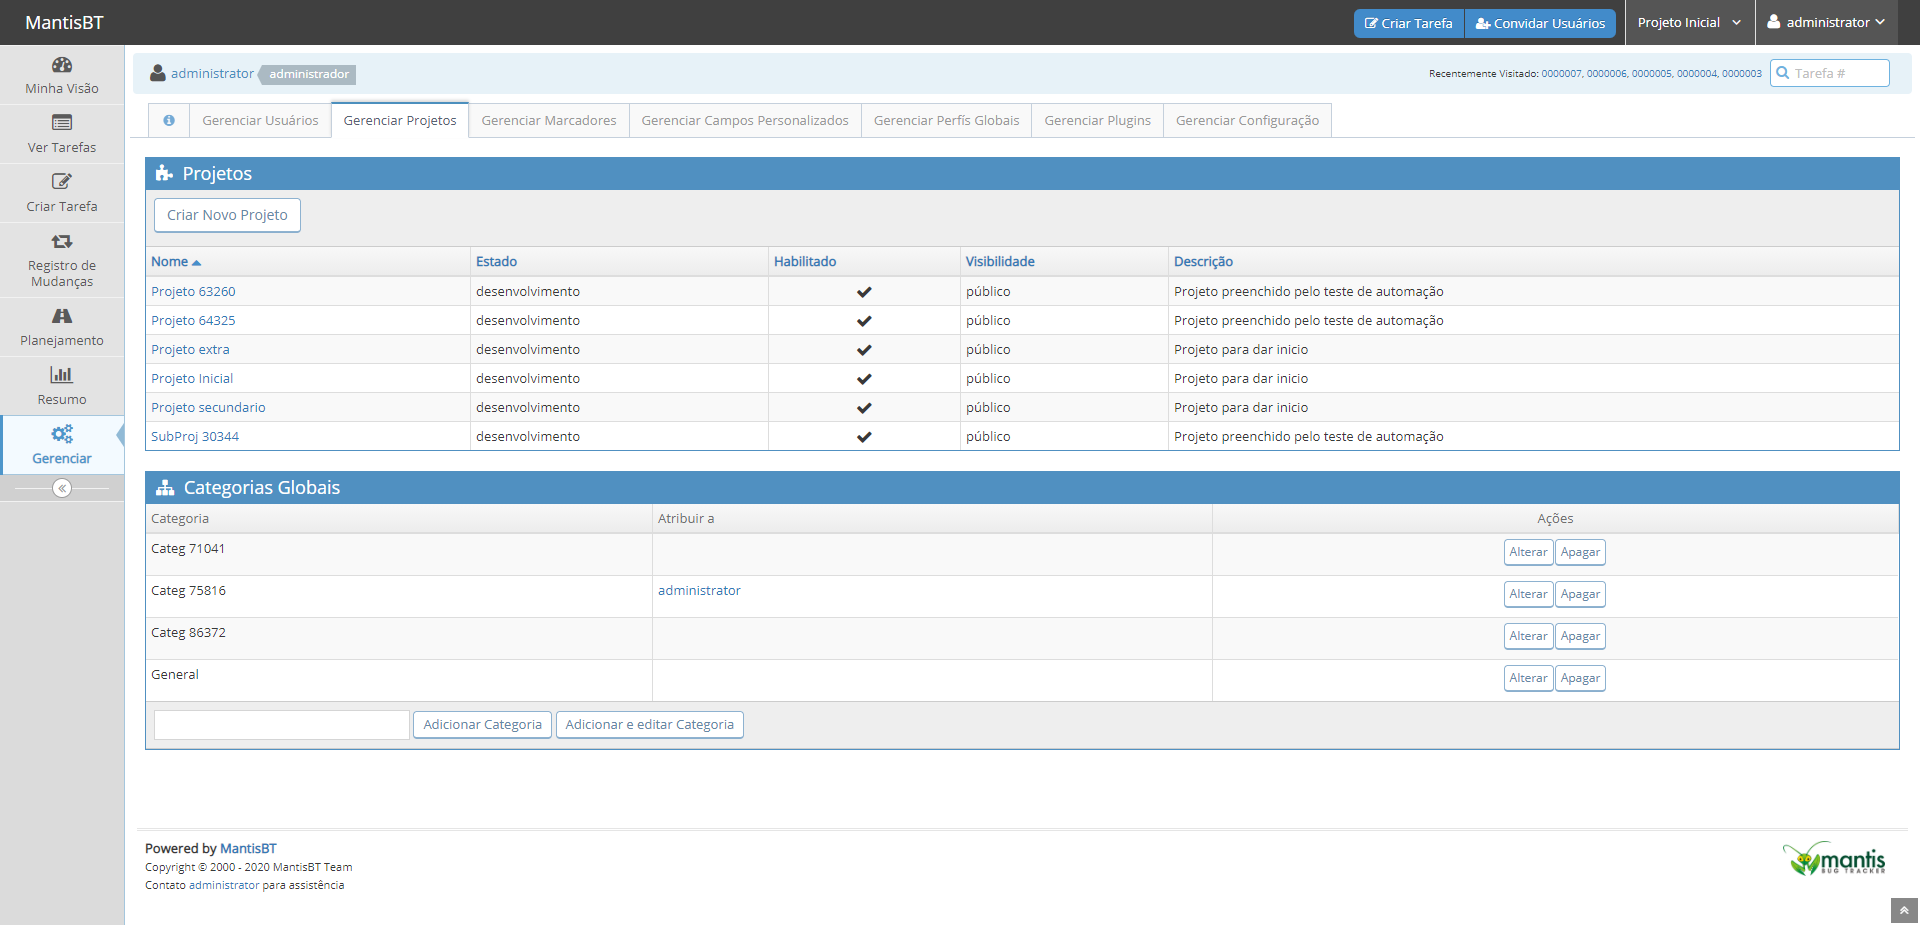 MantisBT
Criar Tarefa
Convidar Usuários
Projeto Inicial
administrator
Minha Visão
Ver Tarefas
Criar Tarefa
Registro de
Mudanças
Planejamento
Resumo
Gerenciar
administrator administrador
Recentemente Visitado: 0000007, 0000006, 0000005, 0000004, 0000003
Tarefa #
Gerenciar Usuários
Gerenciar Projetos
Gerenciar Marcadores
Gerenciar Campos Personalizados
Gerenciar Perfís Globais
Gerenciar Plugins
Gerenciar Configuração
Projetos
Criar Novo Projeto
Nome Estado Habilitado Visibilidade Descrição
Projeto 63260 desenvolvimento público Projeto preenchido pelo teste de automação
Projeto 64325 desenvolvimento público Projeto preenchido pelo teste de automação
Projeto extra desenvolvimento público Projeto para dar inicio
Projeto Inicial desenvolvimento público Projeto para dar inicio
Projeto secundario desenvolvimento público Projeto para dar inicio
SubProj 30344 desenvolvimento público Projeto preenchido pelo teste de automação
Categorias Globais
Categoria Atribuir a Ações
Categ 71041 Alterar Apagar
Categ 75816 administrator Alterar Apagar
Categ 86372 Alterar Apagar
General Alterar Apagar
Adicionar Categoria Adicionar e editar Categoria
Powered by MantisBT
Copyright © 2000 - 2020 MantisBT Team
Contato administrator para assistência
mantis
BUG TRACKER